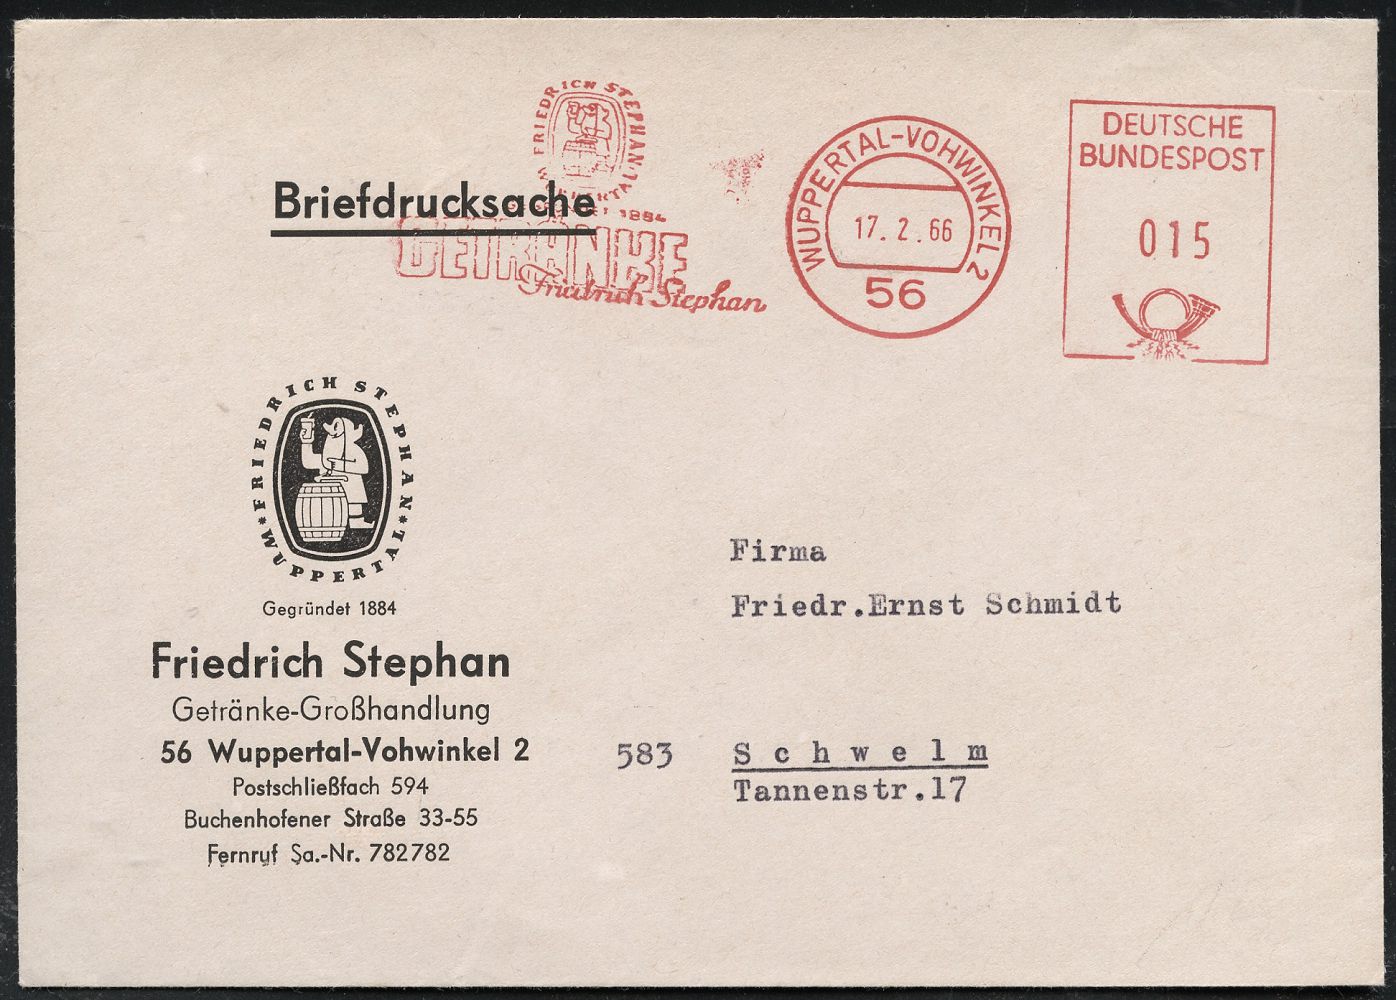 FRIEDRICH STEPHAN
WUPPERTAL
1884
GETRÄNKE
Friedrich Stephan
WUPPERTAL-VOHWINKEL 2
17. 2. 66
56
DEUTSCHE
BUNDESPOST
015
Briefdrucksache
FRIEDRICH STEPHAN
* WUPPERTAL *
Gegründet 1884
Friedrich Stephan
Getränke-Großhandlung
56 Wuppertal-Vohwinkel 2
Postschließfach 594
Buchenhofener Straße 33-55
Fernruf Sa.-Nr. 782782
Firma
Friedr.Ernst Schmidt
583 Schwelm
Tannenstr.17